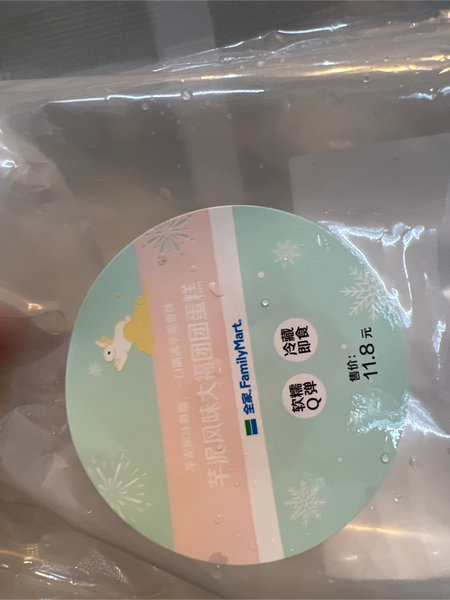 芋泥风味大福团团蛋糕
全家 FamilyMart.
软糯
Q弹
冷藏
即食
售价:
11.8元